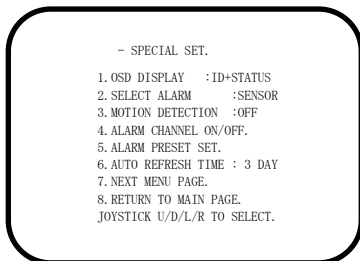 - SPECIAL SET.
1. OSD DISPLAY :ID+STATUS
2. SELECT ALARM :SENSOR
3. MOTION DETECTION :OFF
4. ALARM CHANNEL ON/OFF.
5. ALARM PRESET SET.
6. AUTO REFRESH TIME : 3 DAY
7. NEXT MENU PAGE.
8. RETURN TO MAIN PAGE.
JOYSTICK U/D/L/R TO SELECT.